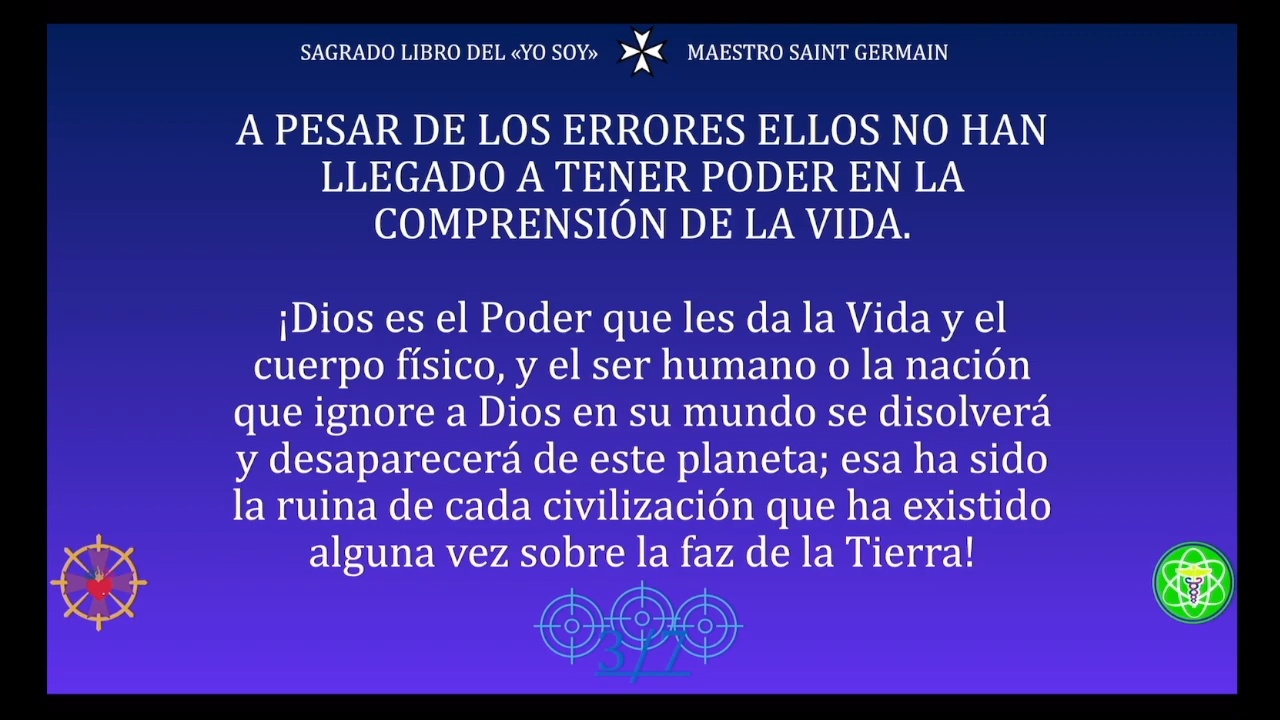 SAGRADO LIBRO DEL «YO SOY» MAESTRO SAINT GERMAIN
A PESAR DE LOS ERRORES ELLOS NO HAN
LLEGADO A TENER PODER EN LA
COMPRENSIÓN DE LA VIDA.
¡Dios es el Poder que les da la Vida y el
cuerpo físico, y el ser humano o la nación
que ignore a Dios en su mundo se disolverá
y desaparecerá de este planeta; esa ha sido
la ruina de cada civilización que ha existido
alguna vez sobre la faz de la Tierra!
3/7